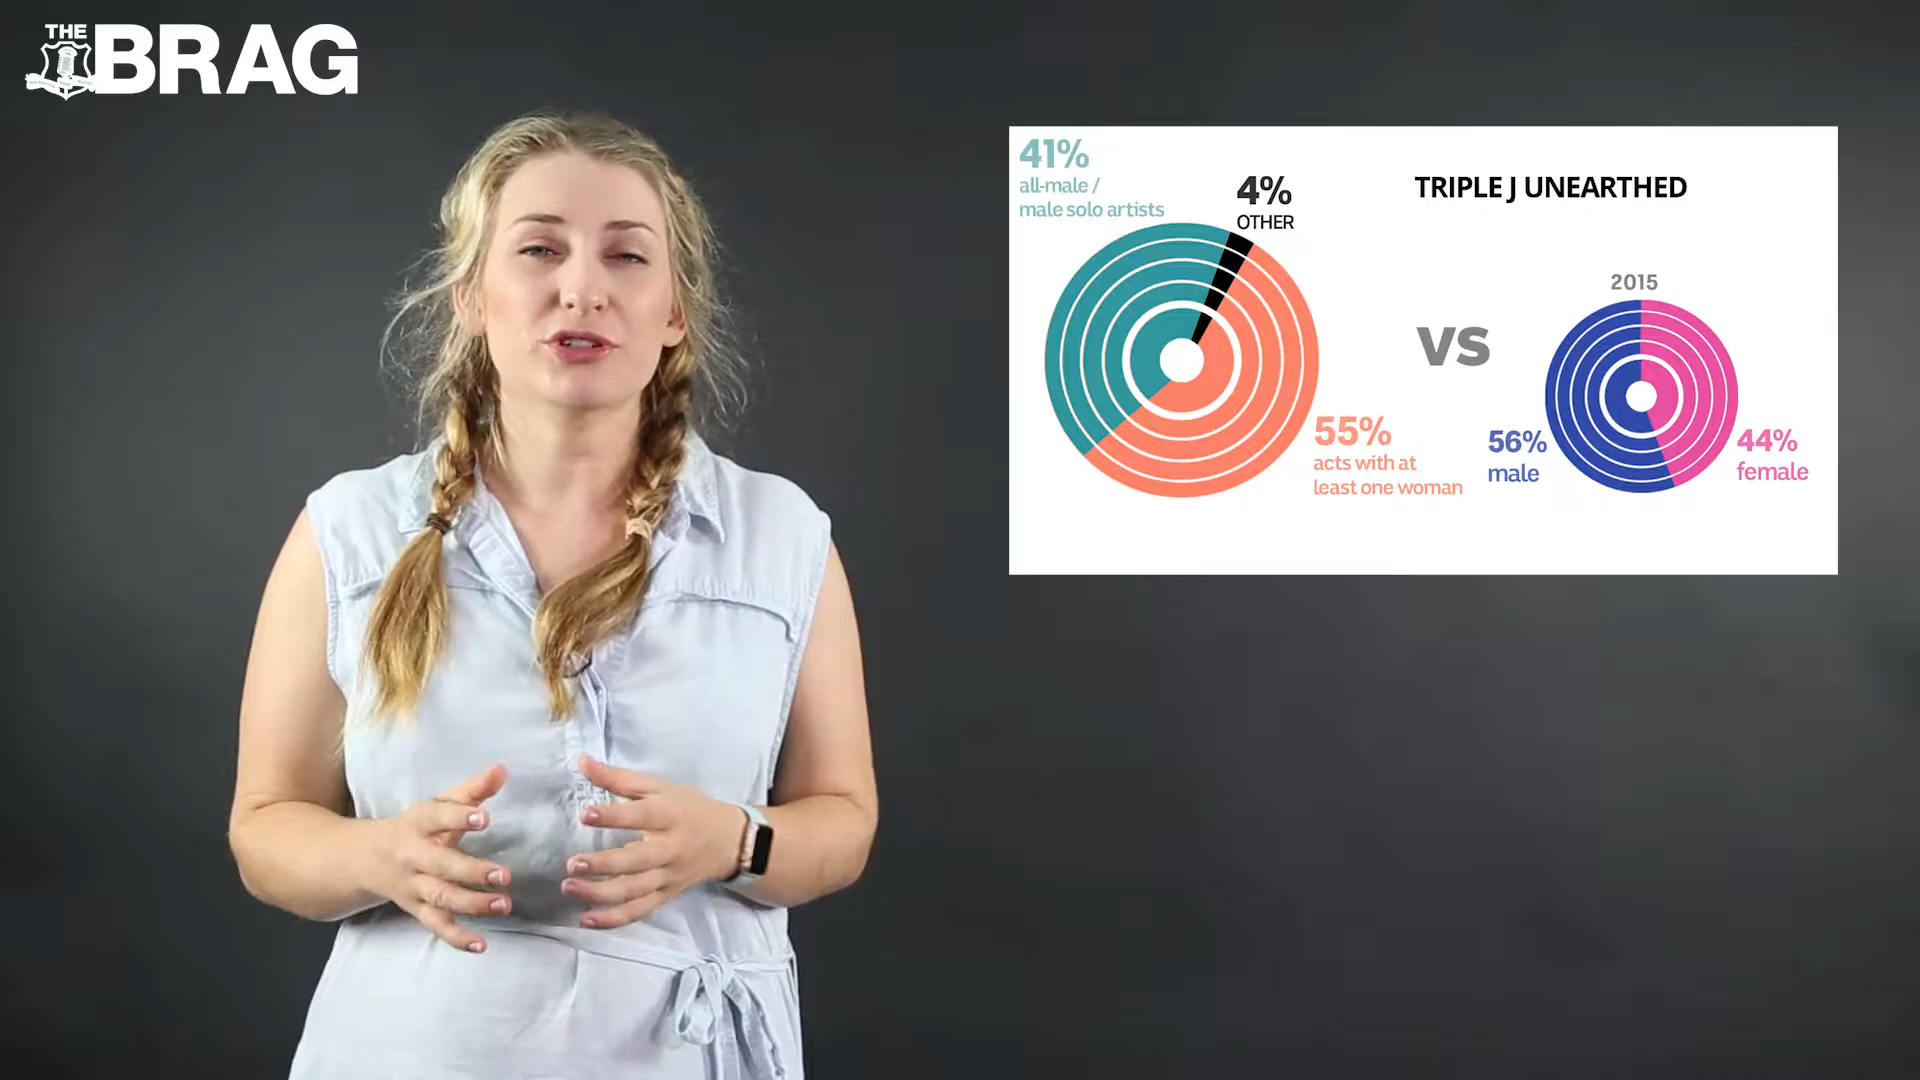 THE
BRAG
41%
all-male /
male solo artists
4%
OTHER
TRIPLE J UNEARTHED
55%
acts with at
least one woman
VS
2015
56%
male
44%
female